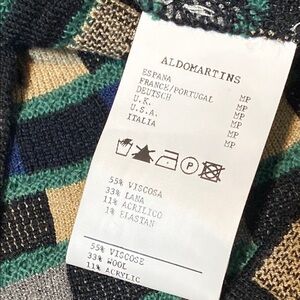 ALDOMARTINS
ESPANA MP
FRANCE/PORTUGAL MP
DEUTSCH MP
U.K. MP
U.S.A. MP
ITALIA MP
P
55% VISCOSA
33% LANA
11% ACRILICO
1% ELASTAN
55% VISCOSE
33% WOOL
11% ACRYLIC